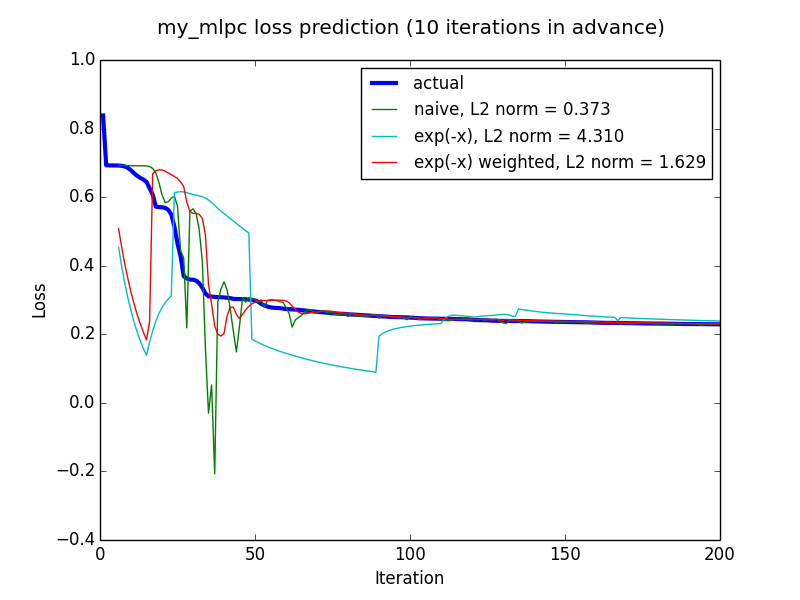 my_mlpc loss prediction (10 iterations in advance)
1.0
0.8
0.6
0.4
0.2
0.0
−0.2
−0.4
Loss
actual
naive, L2 norm = 0.373
exp(-x), L2 norm = 4.310
exp(-x) weighted, L2 norm = 1.629
0
50
100
150
200
Iteration